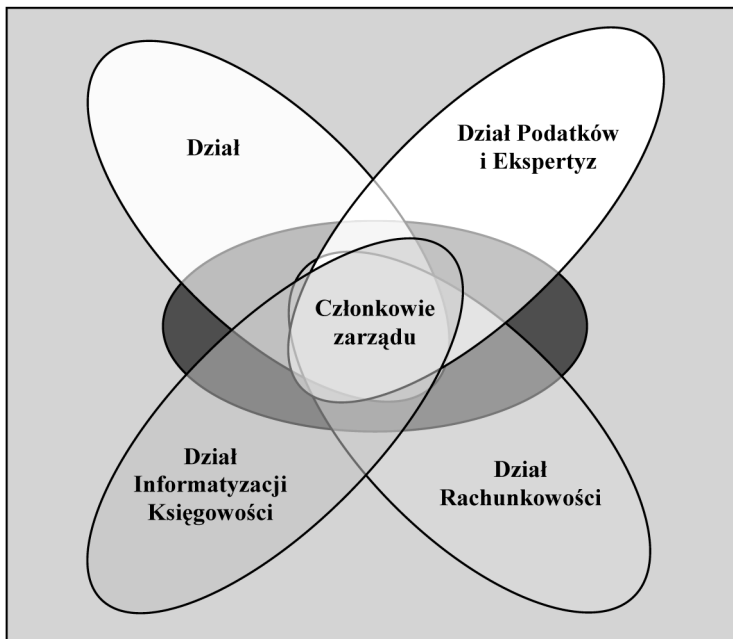 Dział
Dział Podatków
i Ekspertyz
Członkowie
zarządu
Dział
Informatyzacji
Księgowości
Dział
Rachunkowości